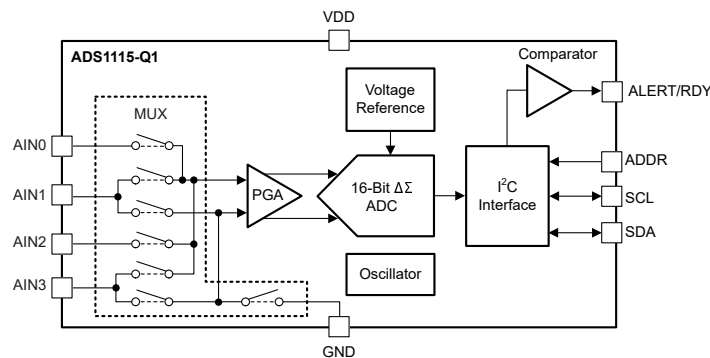 VDD
ADS1115-Q1
Comparator
Voltage
Reference
ALERT/RDY
MUX
AIN0
ADDR
AIN1
PGA
16-Bit ΔΣ
ADC
I²C
Interface
SCL
AIN2
SDA
AIN3
Oscillator
GND